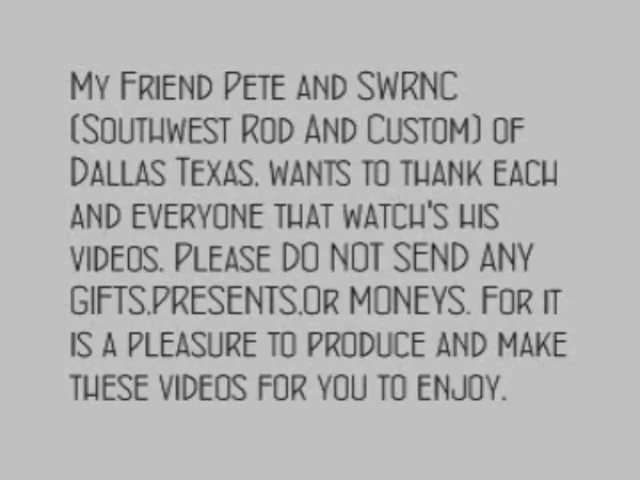 My Friend Pete and SWRNC
(Southwest Rod And Custom) of
Dallas Texas, wants to thank each
and everyone that watch's his
videos. Please DO NOT SEND ANY
GIFTS,PRESENTS,Or MONEYS. For it
is a pleasure to produce and make
these videos for you to enjoy.